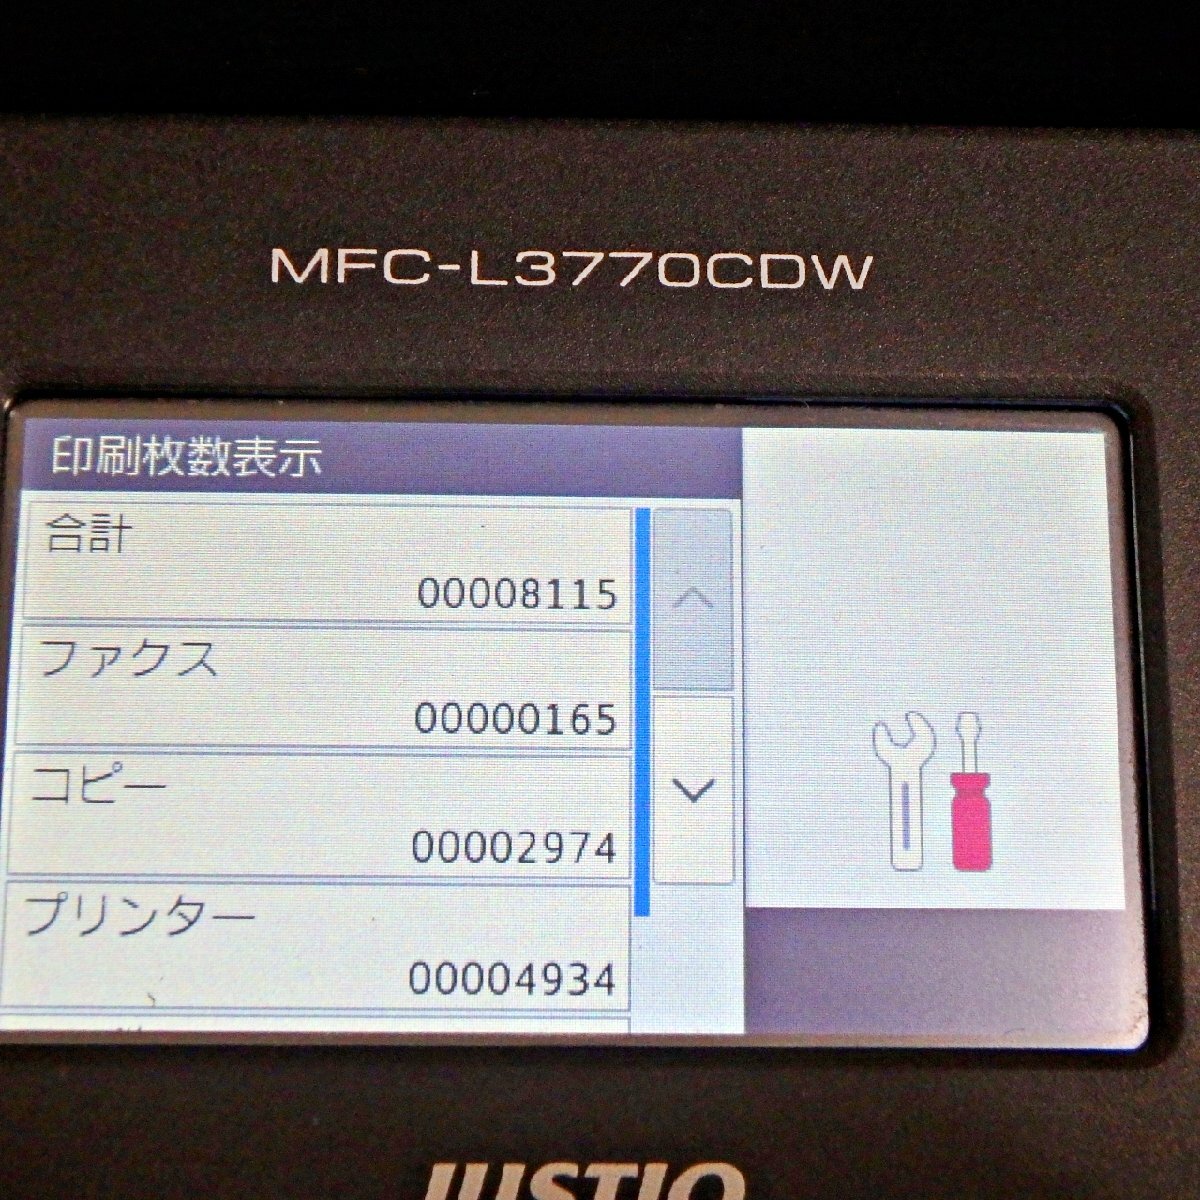 MFC-L3770CDW
印刷枚数表示
合計
00008115
ファクス
00000165
コピー
00002974
プリンター
00004934
JUSTIO